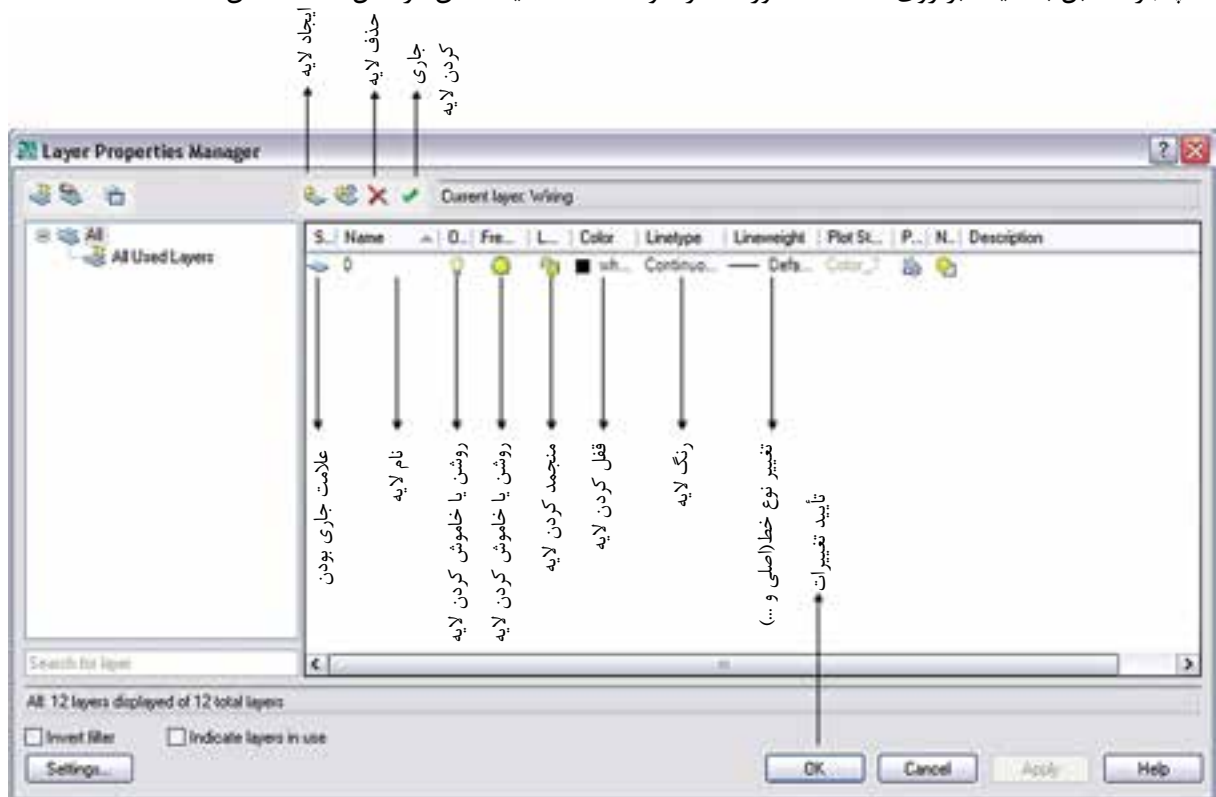 ایجاد لایه
حذف لایه
جاری
کردن لایه
Layer Properties Manager
Current layer: Wiring
All
All Used Layers
S... Name O... Fre... L... Color Linetype Lineweight Plot St... P... N... Description
0 wh... Continuo... Defa... Color_7
علامت جاری بودن
نام لایه
روشن یا خاموش کردن لایه
روشن یا خاموش کردن لایه
منجمد کردن لایه
قفل کردن لایه
رنگ لایه
تغییر نوع خط(اصلی و ...)
تأیید تغییرات
Search for layer
All: 12 layers displayed of 12 total layers
Invert filter
Indicate layers in use
Settings...
OK
Cancel
Apply
Help